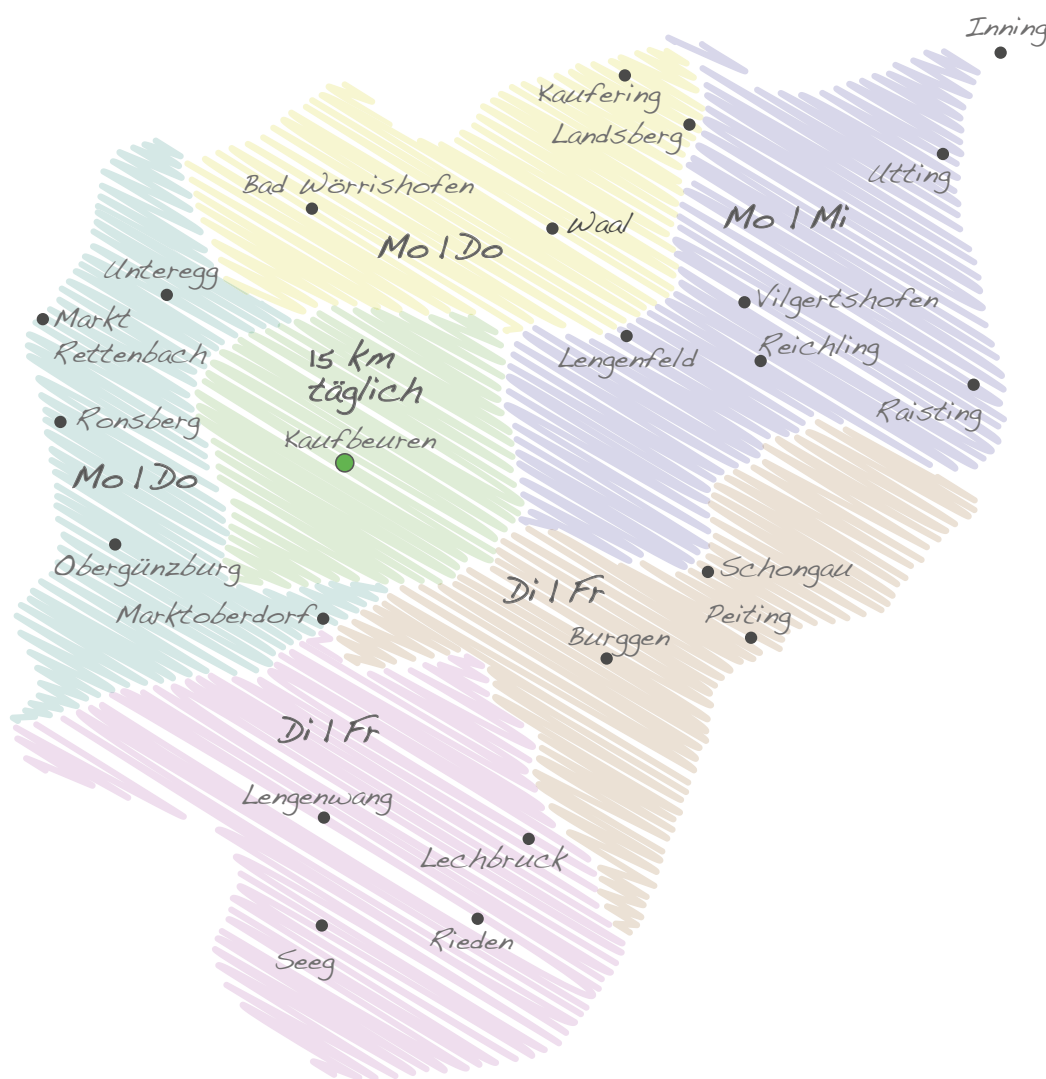 Inning
Kaufering
Landsberg
Utting
Bad Wörrishofen
Waal
Mo | Mi
Mo | Do
Unteregg
Vilgertshofen
Markt
Rettenbach
15 km
täglich
Lengenfeld
Reichling
Raisting
Ronsberg
Kaufbeuren
Mo | Do
Obergünzburg
Schongau
Di | Fr
Marktoberdorf
Peiting
Burggen
Di | Fr
Lengenwang
Lechbruck
Rieden
Seeg